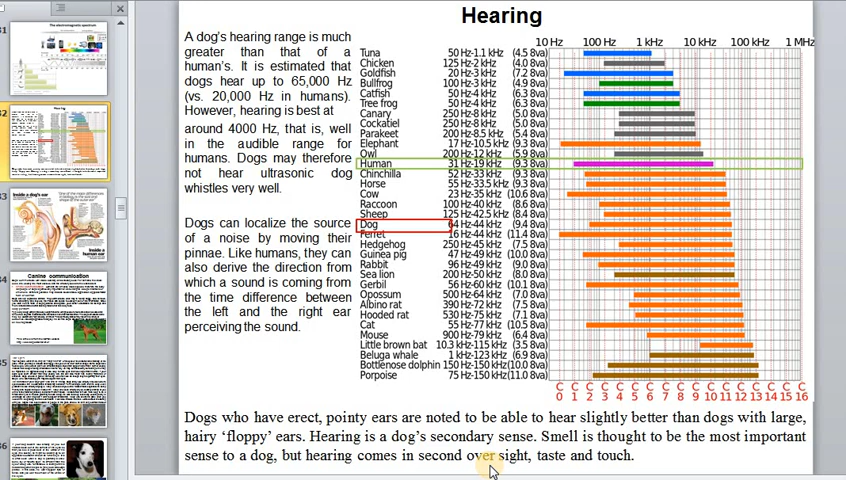 Hearing
A dog's hearing range is much
greater than that of a
human's. It is estimated that
dogs hear up to 65,000 Hz
(vs. 20,000 Hz in humans).
However, hearing is best at
around 4000 Hz, that is, well
in the audible range for
humans. Dogs may therefore
not hear ultrasonic dog
whistles very well.
Dogs can localize the source
of a noise by moving their
pinnae. Like humans, they can
also derive the direction from
which a sound is coming from
the time difference between
the left and the right ear
perceiving the sound.
10 Hz 100 Hz 1 kHz 10 kHz 100 kHz 1 MHz
Tuna 50 Hz-1.1 kHz (4.5 8va)
Chicken 125 Hz-2 kHz (4.0 8va)
Goldfish 20 Hz-3 kHz (7.2 8va)
Bullfrog 100 Hz-3 kHz (4.9 8va)
Catfish 50 Hz-4 kHz (6.3 8va)
Tree frog 50 Hz-4 kHz (6.3 8va)
Canary 250 Hz-8 kHz (5.0 8va)
Cockatiel 250 Hz-8 kHz (5.0 8va)
Parakeet 200 Hz-8.5 kHz (5.4 8va)
Elephant 17 Hz-10.5 kHz (9.3 8va)
Owl 200 Hz-12 kHz (5.9 8va)
Human 31 Hz-19 kHz (9.3 8va)
Chinchilla 52 Hz-33 kHz (9.3 8va)
Horse 55 Hz-33.5 kHz (9.3 8va)
Cow 23 Hz-35 kHz (10.6 8va)
Raccoon 100 Hz-40 kHz (8.6 8va)
Sheep 125 Hz-42.5 kHz (8.4 8va)
Dog 64 Hz-44 kHz (9.4 8va)
Ferret 16 Hz-44 kHz (11.4 8va)
Hedgehog 250 Hz-45 kHz (7.5 8va)
Guinea pig 47 Hz-49 kHz (10.0 8va)
Rabbit 96 Hz-49 kHz (9.0 8va)
Sea lion 200 Hz-50 kHz (8.0 8va)
Gerbil 56 Hz-60 kHz (10.1 8va)
Opossum 500 Hz-64 kHz (7.0 8va)
Albino rat 390 Hz-72 kHz (7.5 8va)
Hooded rat 530 Hz-75 kHz (7.1 8va)
Cat 55 Hz-77 kHz (10.5 8va)
Mouse 900 Hz-79 kHz (6.4 8va)
Little brown bat 10.3 kHz-115 kHz (3.5 8va)
Beluga whale 1 kHz-123 kHz (6.9 8va)
Bottlenose dolphin 150 Hz-150 kHz (10.0 8va)
Porpoise 75 Hz-150 kHz (11.0 8va)
C C C C C C C C C C C C C C C C C
0 1 2 3 4 5 6 7 8 9 10 11 12 13 14 15 16
Dogs who have erect, pointy ears are noted to be able to hear slightly better than dogs with large,
hairy 'floppy' ears. Hearing is a dog's secondary sense. Smell is thought to be the most important
sense to a dog, but hearing comes in second over sight, taste and touch.
31
32
33
Inside a dog's ear
Inside a human ear
34
Canine communication
35
36